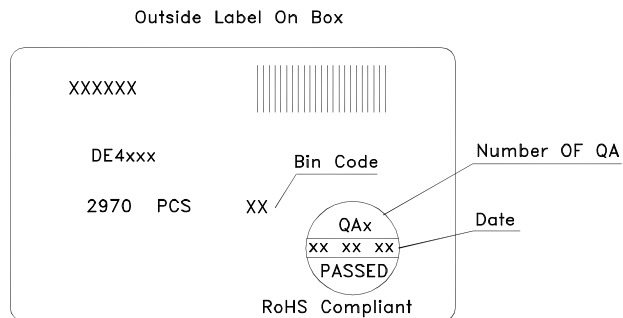 Outside Label On Box
XXXXXX
DE4xxx
Bin Code
Number OF QA
2970 PCS XX
QAx
Date
xx xx xx
PASSED
RoHS Compliant